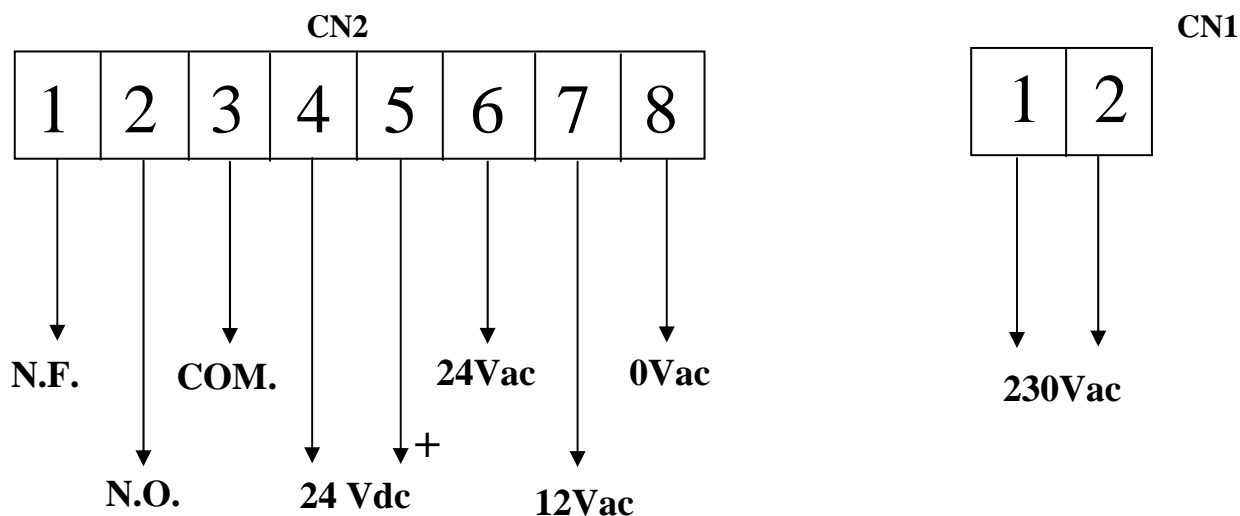 CN2
CN1
1 2 3 4 5 6 7 8
1 2
N.F. COM. 24Vac 0Vac
230Vac
+
N.O. 24 Vdc 12Vac